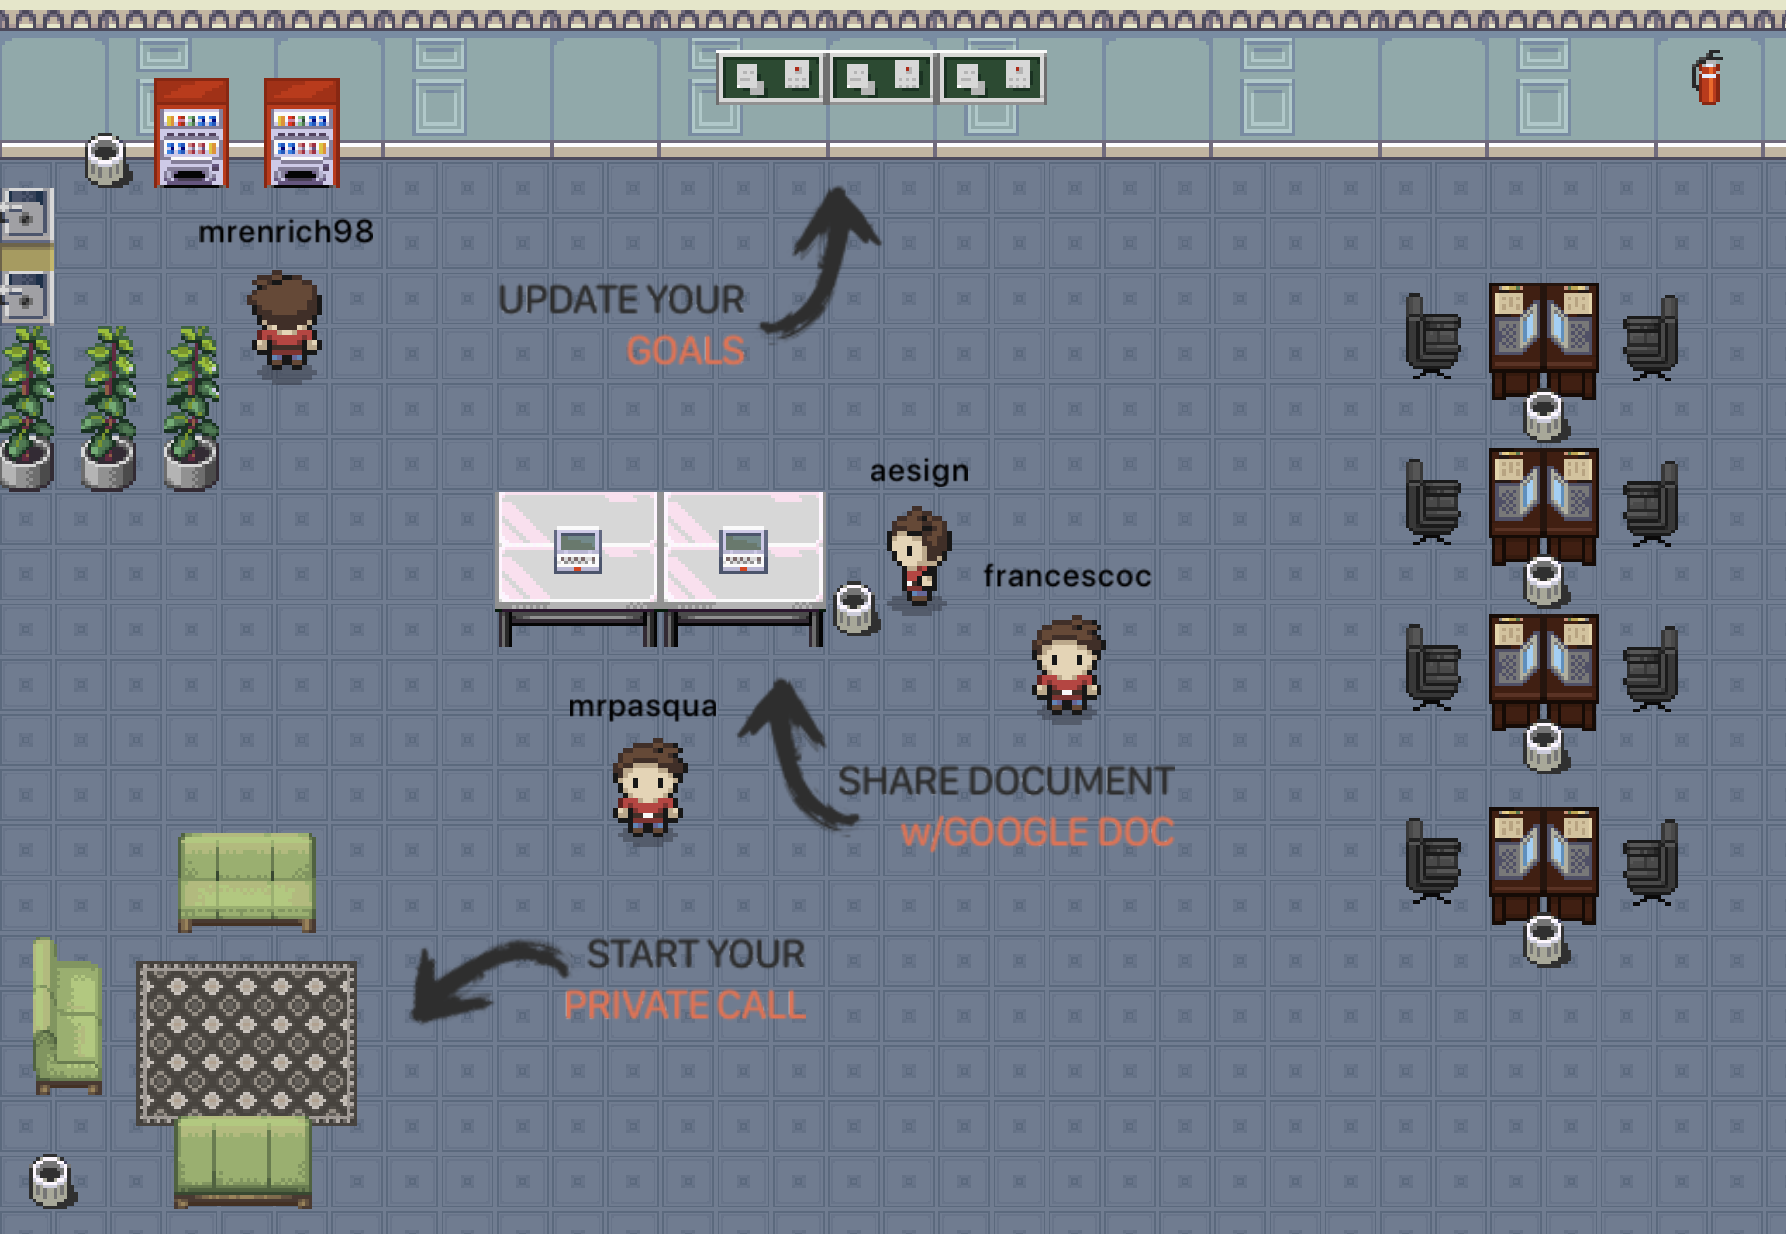 mrenrich98
UPDATE YOUR
GOALS
aesign
francescoc
mrpasqua
SHARE DOCUMENT
w/GOOGLE DOC
START YOUR
PRIVATE CALL